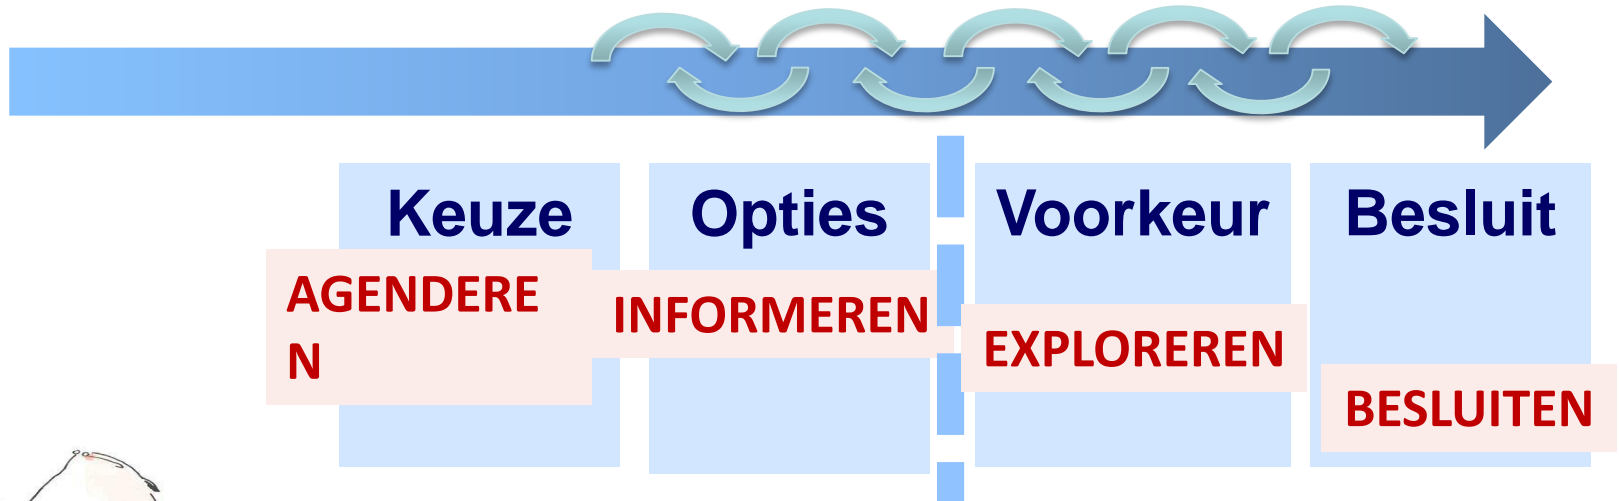 Keuze
Opties
Voorkeur
Besluit
AGENDERE
N
INFORMEREN
EXPLOREREN
BESLUITEN